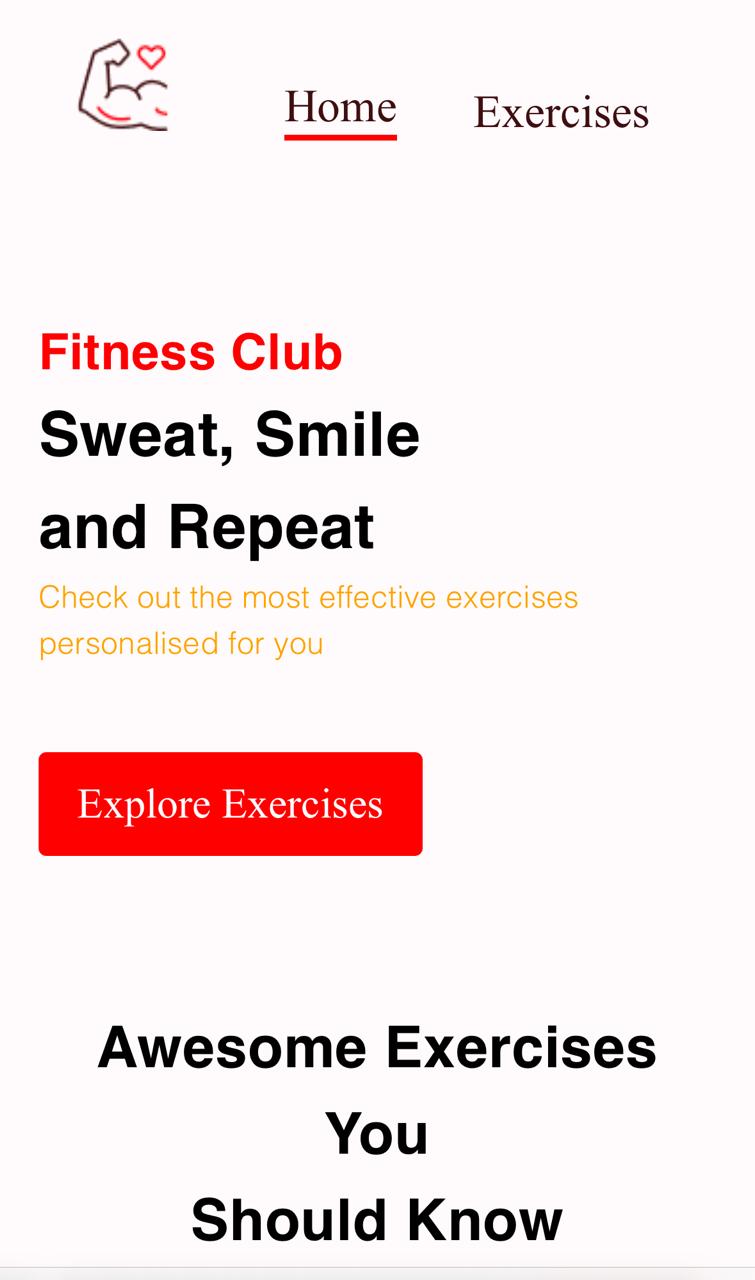 Home Exercises
Fitness Club
Sweat, Smile
and Repeat
Check out the most effective exercises
personalised for you
Explore Exercises
Awesome Exercises
You
Should Know